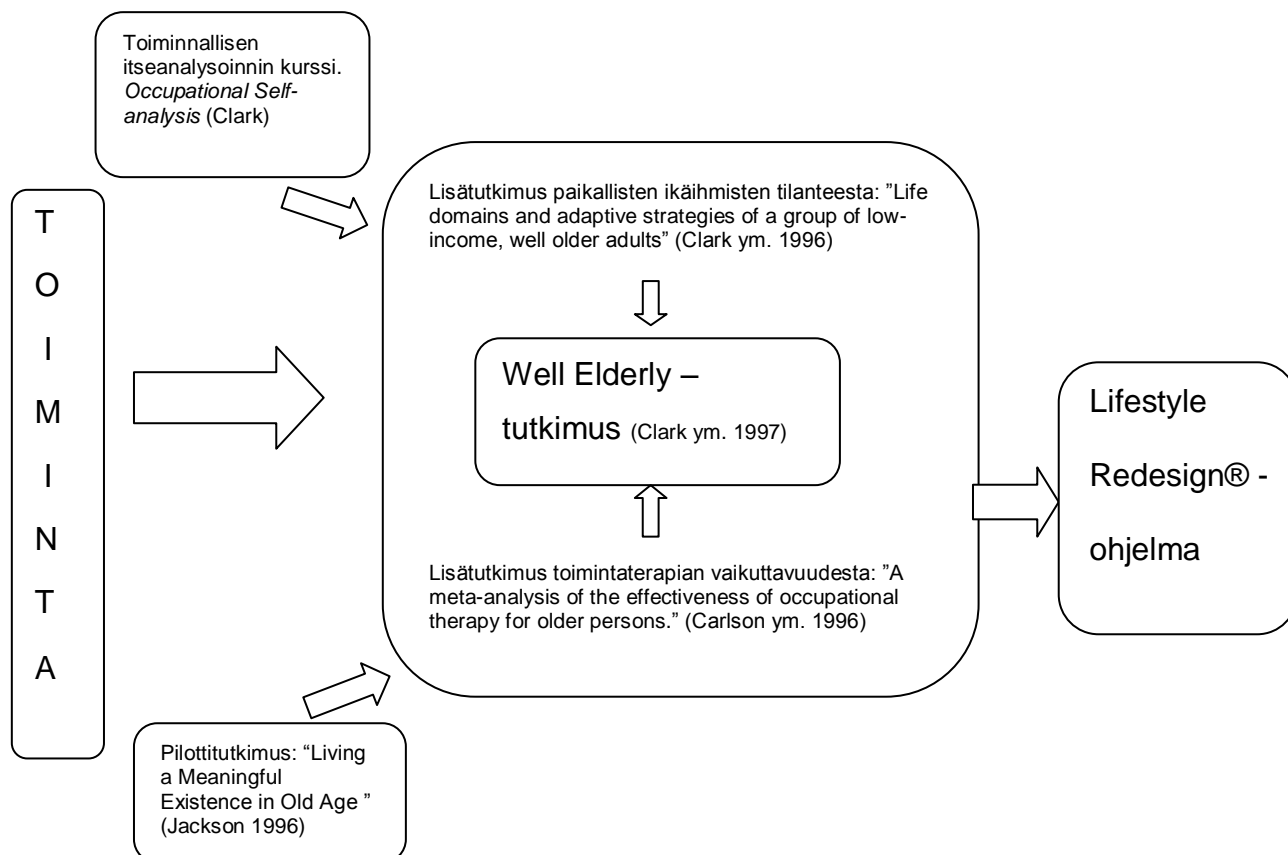 Toiminnallisen
itseanalysoinnin kurssi.
Occupational Self-
analysis (Clark)
T
O
I
M
I
N
T
A
Lisätutkimus paikallisten ikäihmisten tilanteesta: ”Life
domains and adaptive strategies of a group of low-
income, well older adults” (Clark ym. 1996)
Well Elderly –
tutkimus (Clark ym. 1997)
Lisätutkimus toimintaterapian vaikuttavuudesta: ”A
meta-analysis of the effectiveness of occupational
therapy for older persons.” (Carlson ym. 1996)
Lifestyle
Redesign® -
ohjelma
Pilottitutkimus: “Living
a Meaningful
Existence in Old Age ”
(Jackson 1996)